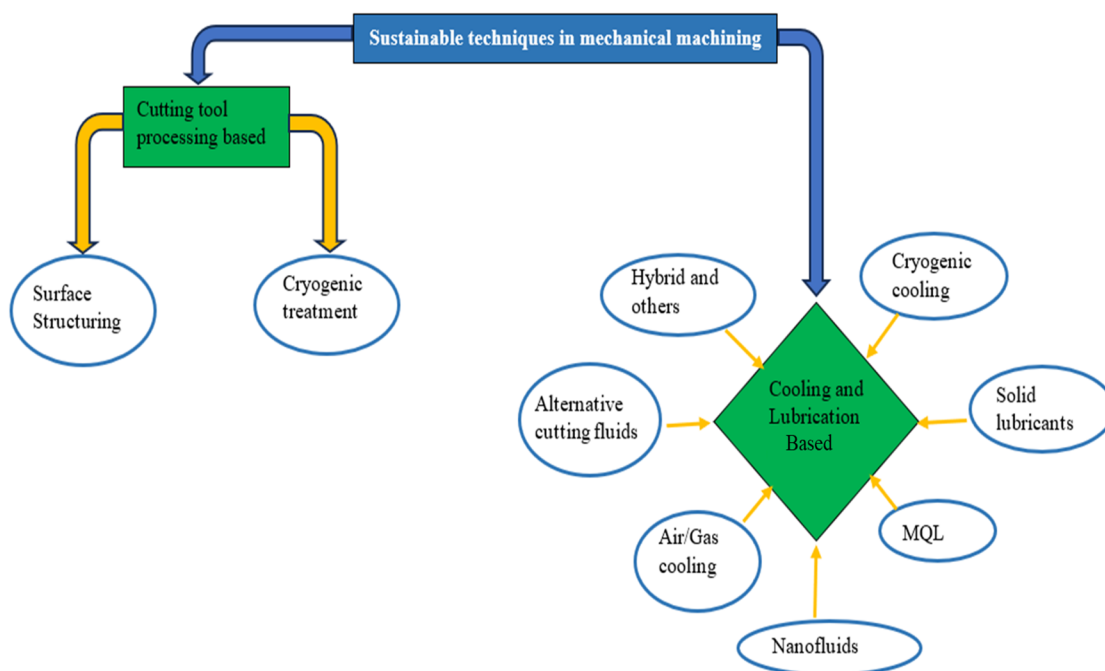 Sustainable techniques in mechanical machining
Cutting tool
processing based
Surface
Structuring
Cryogenic
treatment
Hybrid and
others
Cryogenic
cooling
Alternative
cutting fluids
Cooling and
Lubrication
Based
Solid
lubricants
Air/Gas
cooling
MQL
Nanofluids